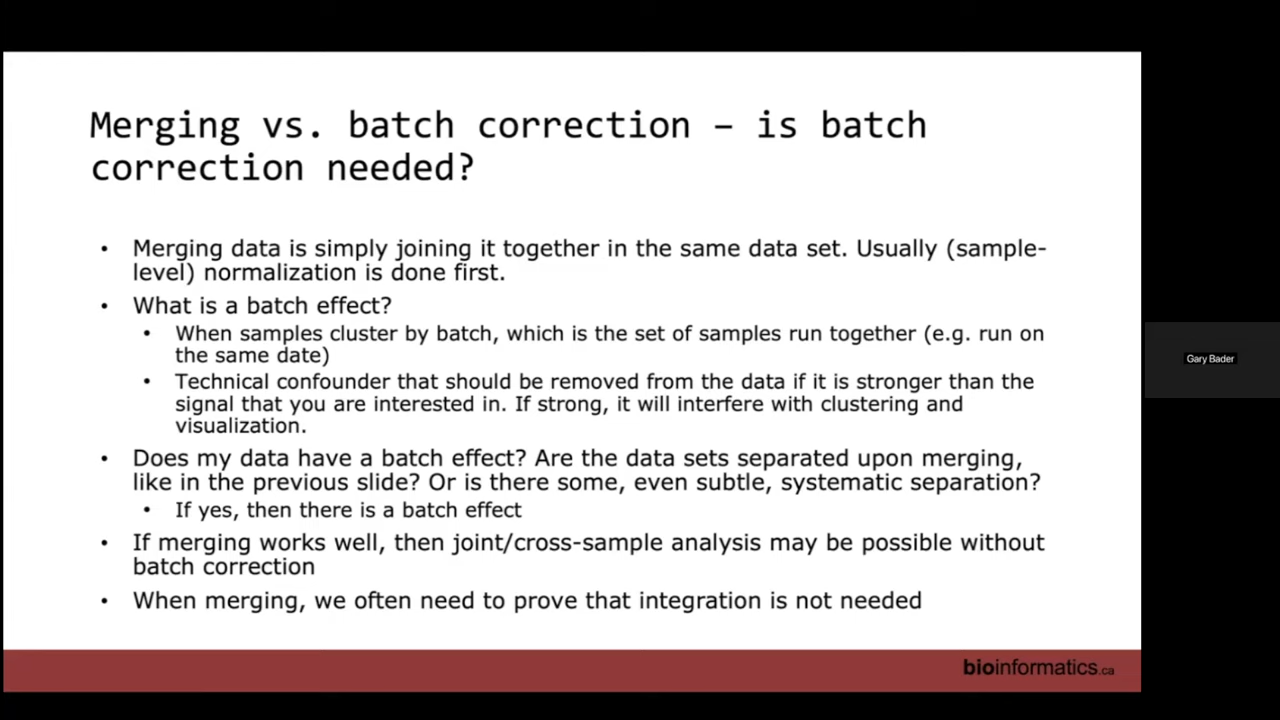 Merging vs. batch correction – is batch
correction needed?
• Merging data is simply joining it together in the same data set. Usually (sample-
level) normalization is done first.
• What is a batch effect?
• When samples cluster by batch, which is the set of samples run together (e.g. run on
the same date)
• Technical confounder that should be removed from the data if it is stronger than the
signal that you are interested in. If strong, it will interfere with clustering and
visualization.
• Does my data have a batch effect? Are the data sets separated upon merging,
like in the previous slide? Or is there some, even subtle, systematic separation?
• If yes, then there is a batch effect
• If merging works well, then joint/cross-sample analysis may be possible without
batch correction
• When merging, we often need to prove that integration is not needed
bioinformatics.ca
Gary Bader